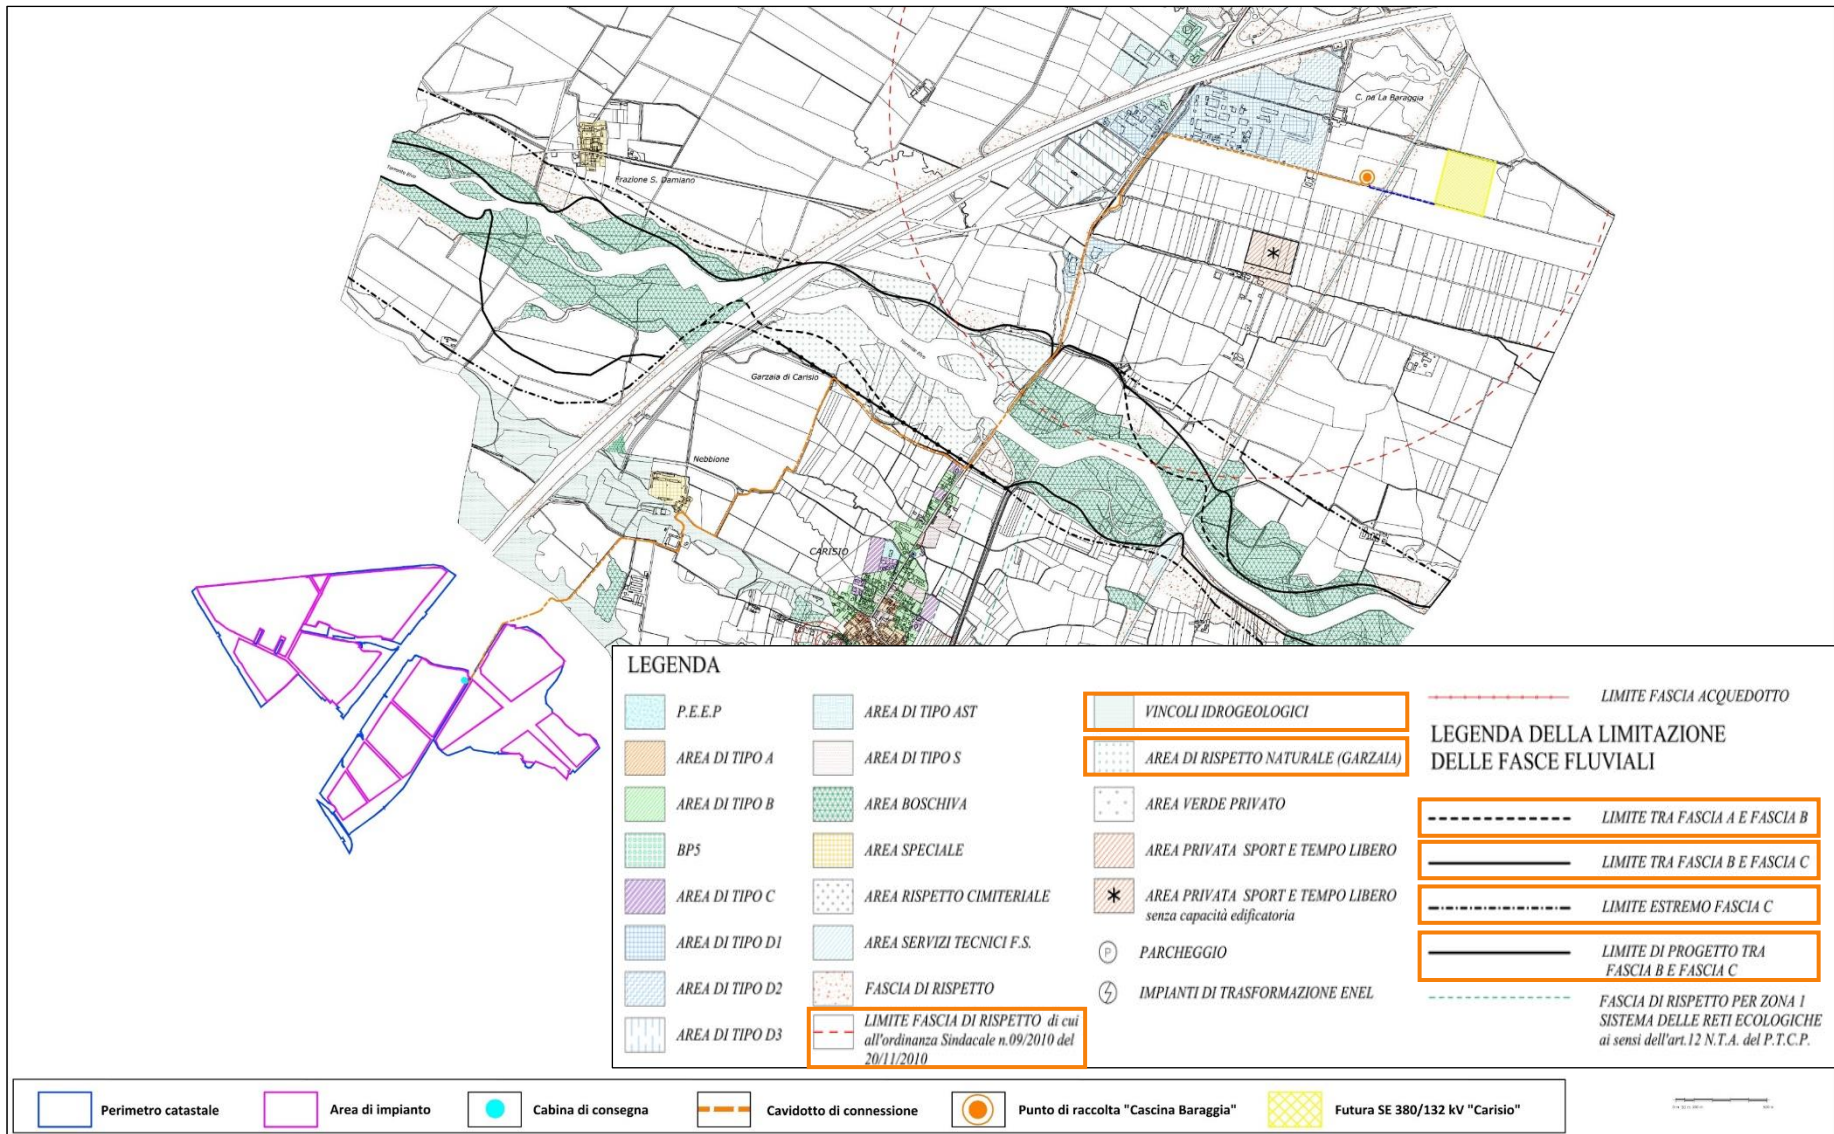 C. na La Baraggia
Frazione S. Damiano
Torrente Elvo
Torrente Elvo
Garzaia di Carisio
Nebbione
CARISIO
LEGENDA
P.E.E.P
AREA DI TIPO A
AREA DI TIPO B
BP5
AREA DI TIPO C
AREA DI TIPO D1
AREA DI TIPO D2
AREA DI TIPO D3
AREA DI TIPO AST
AREA DI TIPO S
AREA BOSCHIVA
AREA SPECIALE
AREA RISPETTO CIMITERIALE
AREA SERVIZI TECNICI F.S.
FASCIA DI RISPETTO
LIMITE FASCIA DI RISPETTO di cui
all'ordinanza Sindacale n.09/2010 del
20/11/2010
VINCOLI IDROGEOLOGICI
AREA DI RISPETTO NATURALE (GARZAIA)
AREA VERDE PRIVATO
AREA PRIVATA SPORT E TEMPO LIBERO
AREA PRIVATA SPORT E TEMPO LIBERO
senza capacità edificatoria
P PARCHEGGIO
IMPIANTI DI TRASFORMAZIONE ENEL
LIMITE FASCIA ACQUEDOTTO
LEGENDA DELLA LIMITAZIONE
DELLE FASCE FLUVIALI
LIMITE TRA FASCIA A E FASCIA B
LIMITE TRA FASCIA B E FASCIA C
LIMITE ESTREMO FASCIA C
LIMITE DI PROGETTO TRA
FASCIA B E FASCIA C
FASCIA DI RISPETTO PER ZONA 1
SISTEMA DELLE RETI ECOLOGICHE
ai sensi dell'art.12 N.T.A. del P.T.C.P.
Perimetro catastale
Area di impianto
Cabina di consegna
Cavidotto di connessione
Punto di raccolta "Cascina Baraggia"
Futura SE 380/132 kV "Carisio"